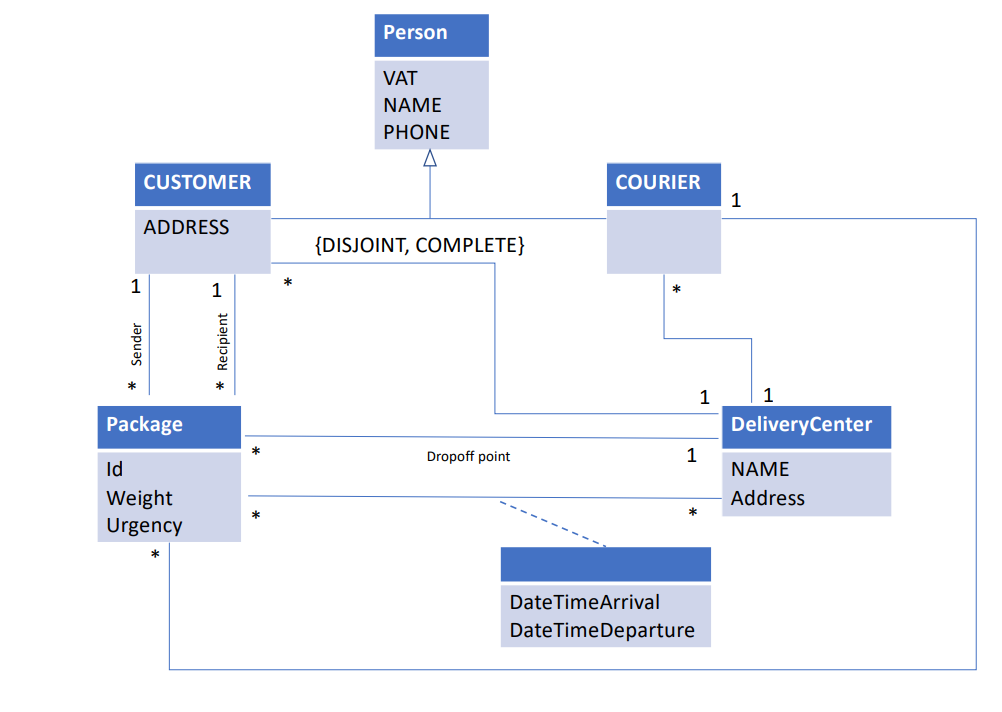 Person
VAT
NAME
PHONE
CUSTOMER
COURIER
1
ADDRESS
{DISJOINT, COMPLETE}
*
*
1
1
Sender
Recipient
*
*
1
1
Package
DeliveryCenter
*
Dropoff point
1
Id
NAME
Weight
Address
*
*
Urgency
*
DateTimeArrival
DateTimeDeparture